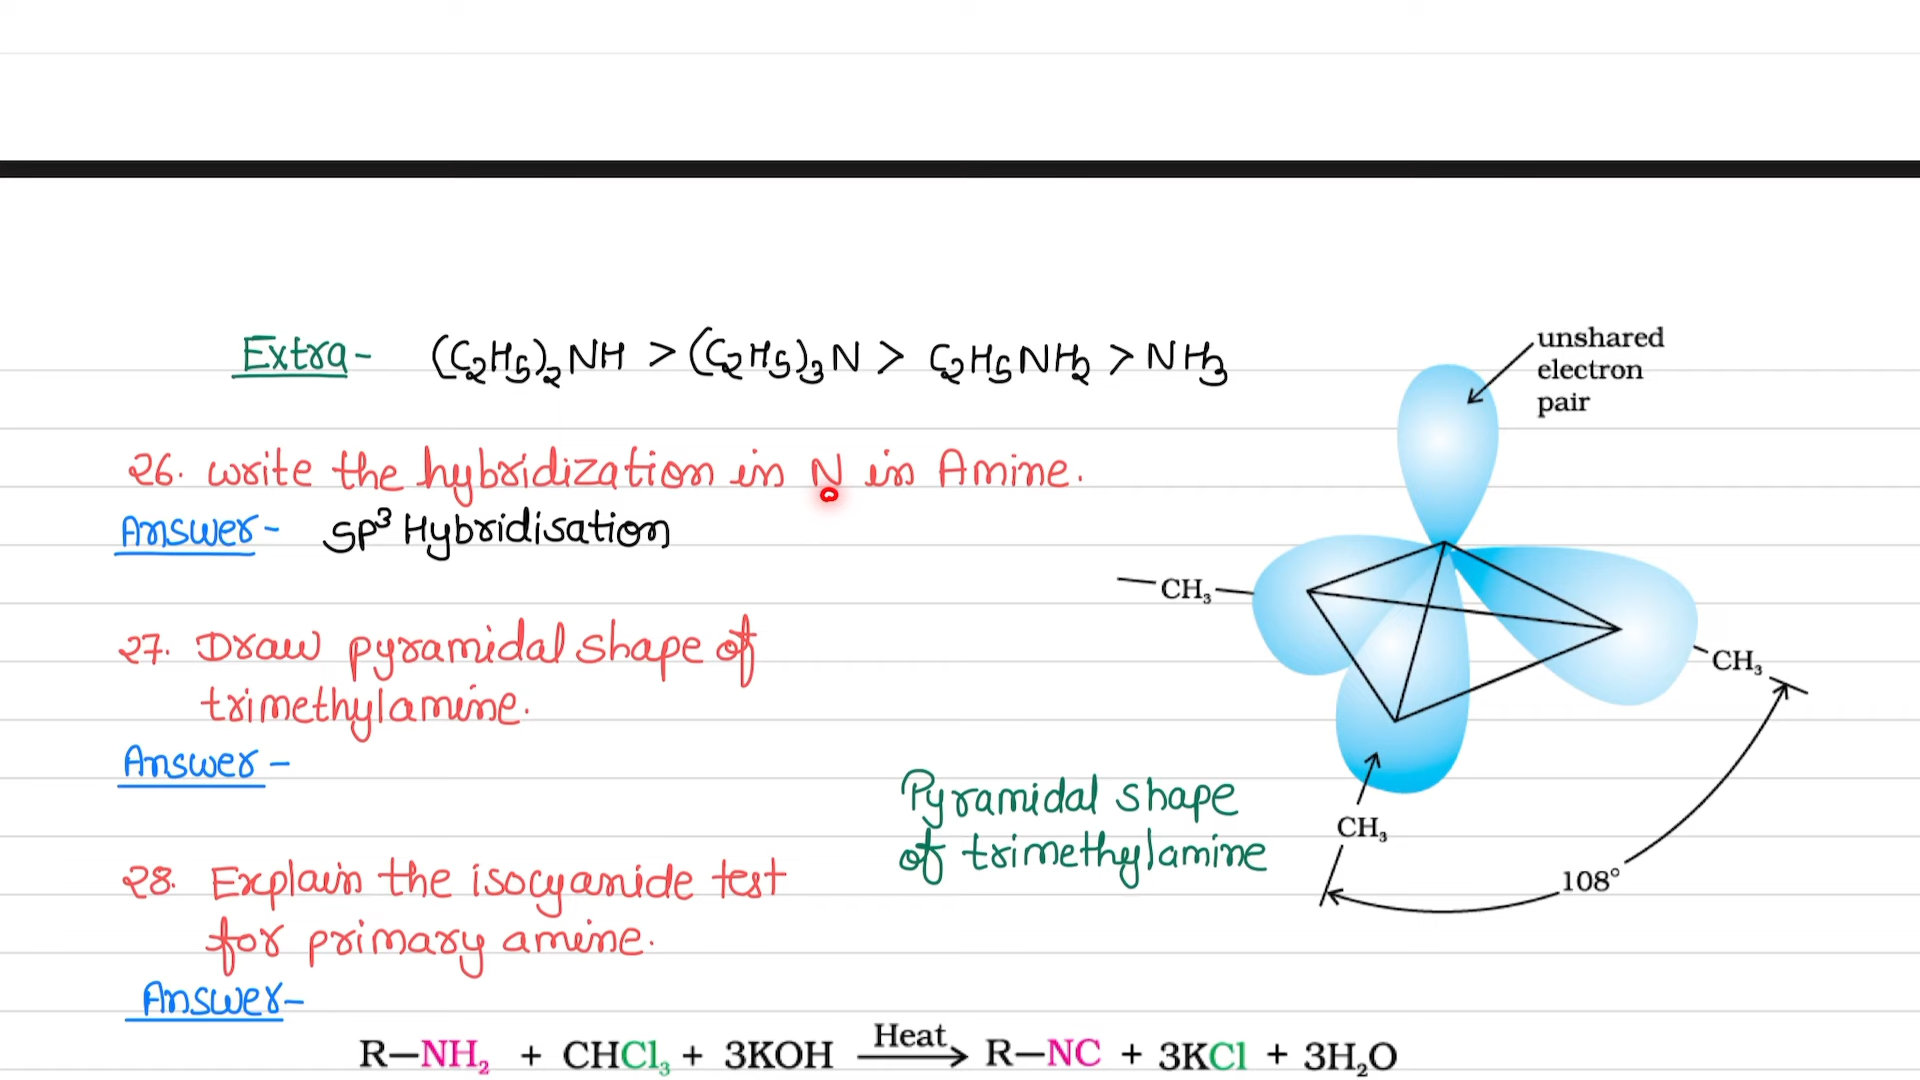 Extra- (C₂H₅)₂NH > (C₂H₅)₃N > C₂H₅NH₂ > NH₃
unshared
electron
pair
26. Write the hybridization in N in Amine.
Answer- SP³ Hybridisation
CH₃
27. Draw pyramidal shape of
trimethylamine.
CH₃
Answer-
Pyramidal shape
of trimethylamine
CH₃
108°
28. Explain the isocyanide test
for primary amine.
Answer-
R—NH₂ + CHCl₃ + 3KOH Heat→ R—NC + 3KCl + 3H₂O